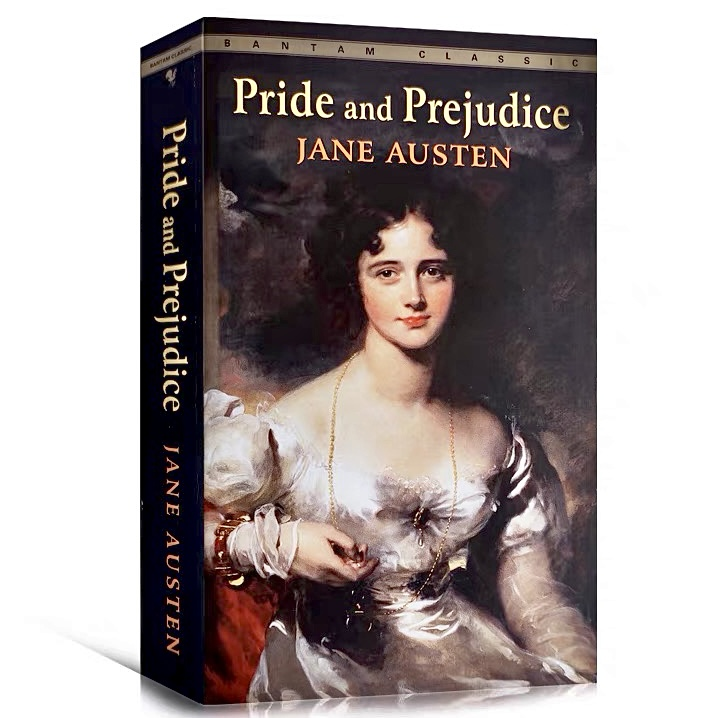 BANTAM CLASSIC
Pride and Prejudice
JANE AUSTEN
BANTAM CLASSIC
Pride and Prejudice JANE AUSTEN